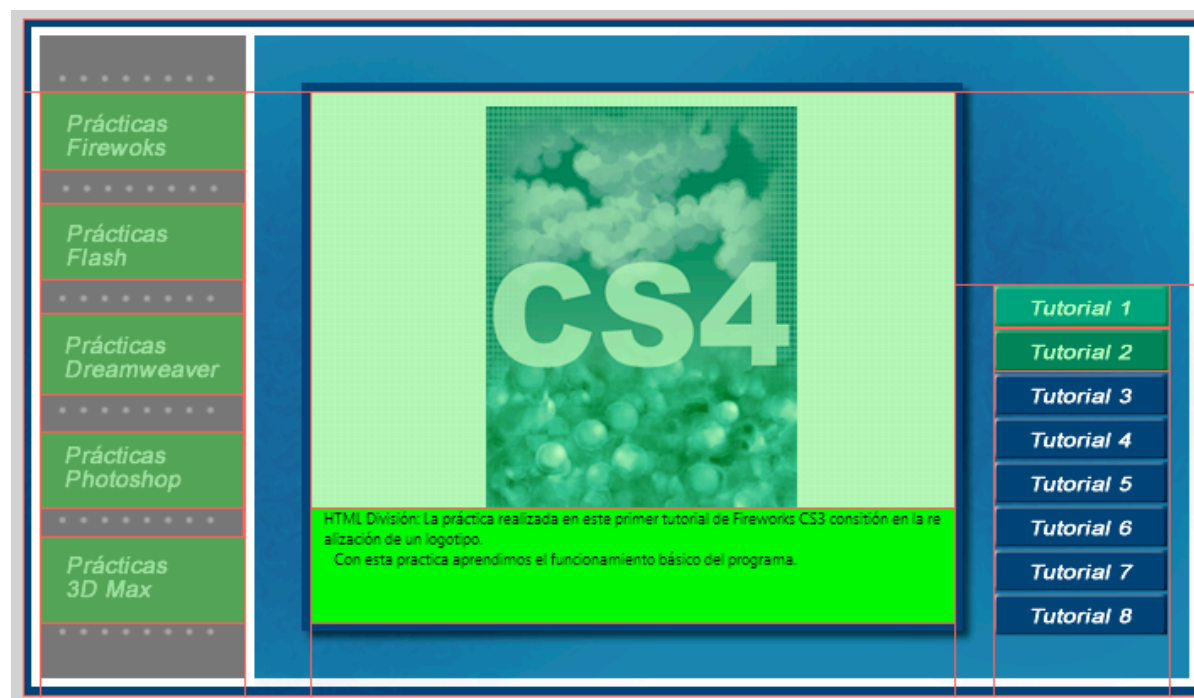 Prácticas
Firewoks
Prácticas
Flash
Prácticas
Dreamweaver
Prácticas
Photoshop
Prácticas
3D Max
CS4
HTML División: La práctica realizada en este primer tutorial de Fireworks CS3 consitión en la re
alización de un logotipo.
Con esta practica aprendimos el funcionamiento básico del programa.
Tutorial 1
Tutorial 2
Tutorial 3
Tutorial 4
Tutorial 5
Tutorial 6
Tutorial 7
Tutorial 8